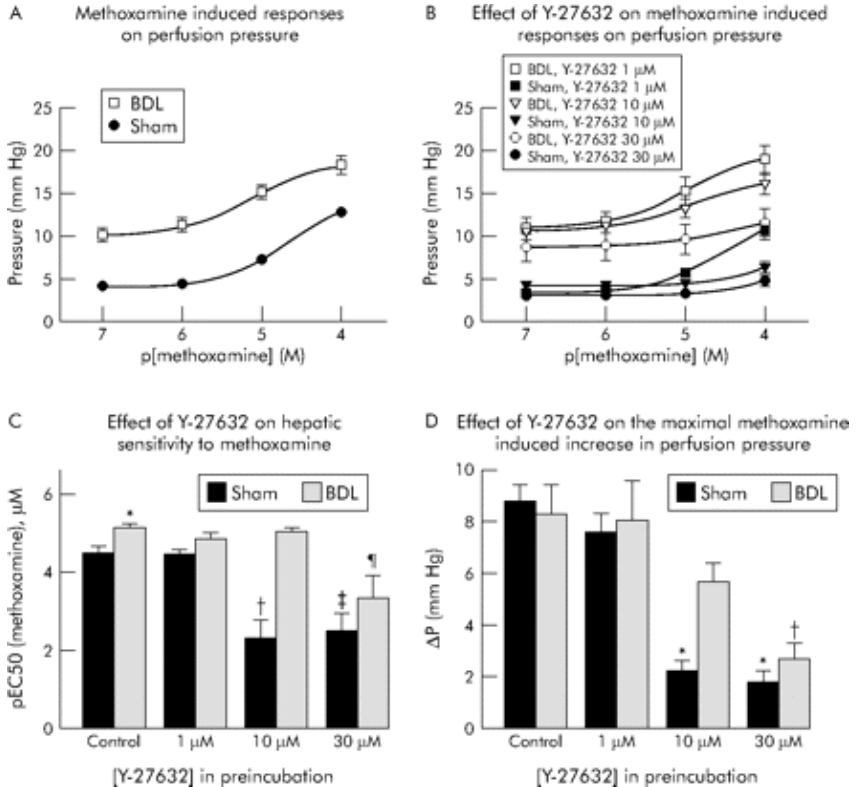 A
Methoxamine induced responses
on perfusion pressure
25
20
15
10
5
0
Pressure (mm Hg)
BDL
Sham
7 6 5 4
p[methoxamine] (M)
B
Effect of Y-27632 on methoxamine induced
responses on perfusion pressure
BDL, Y-27632 1 μM
Sham, Y-27632 1 μM
BDL, Y-27632 10 μM
Sham, Y-27632 10 μM
BDL, Y-27632 30 μM
Sham, Y-27632 30 μM
25
20
15
10
5
0
Pressure (mm Hg)
7 6 5 4
p[methoxamine] (M)
C
Effect of Y-27632 on hepatic
sensitivity to methoxamine
Sham BDL
6
4
2
0
pEC50 (methoxamine), μM
*
†
‡
¶
Control 1 μM 10 μM 30 μM
[Y-27632] in preincubation
D
Effect of Y-27632 on the maximal methoxamine
induced increase in perfusion pressure
Sham BDL
10
8
6
4
2
0
ΔP (mm Hg)
*
*
†
Control 1 μM 10 μM 30 μM
[Y-27632] in preincubation